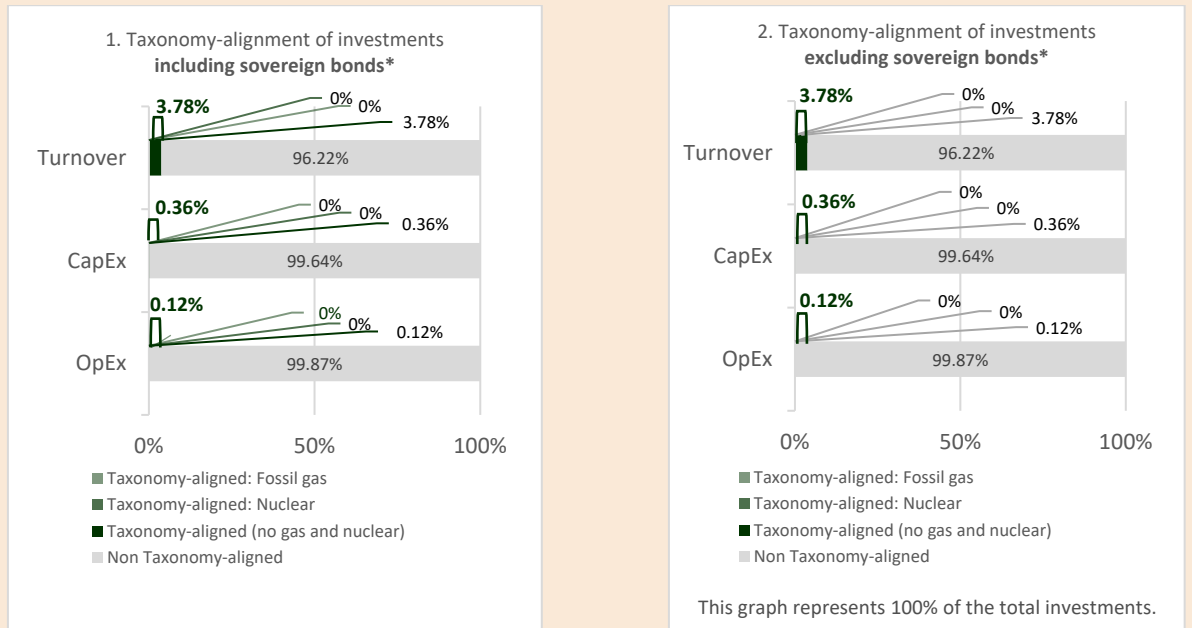 1. Taxonomy-alignment of investments
including sovereign bonds*
3.78%
0%
0%
3.78%
Turnover
96.22%
0.36%
0%
0%
0.36%
CapEx
99.64%
0.12%
0%
0%
0.12%
OpEx
99.87%
0%
50%
100%
Taxonomy-aligned: Fossil gas
Taxonomy-aligned: Nuclear
Taxonomy-aligned (no gas and nuclear)
Non Taxonomy-aligned
2. Taxonomy-alignment of investments
excluding sovereign bonds*
3.78%
0%
0%
3.78%
Turnover
96.22%
0.36%
0%
0%
0.36%
CapEx
99.64%
0.12%
0%
0%
0.12%
OpEx
99.87%
0%
50%
100%
Taxonomy-aligned: Fossil gas
Taxonomy-aligned: Nuclear
Taxonomy-aligned (no gas and nuclear)
Non Taxonomy-aligned
This graph represents 100% of the total investments.